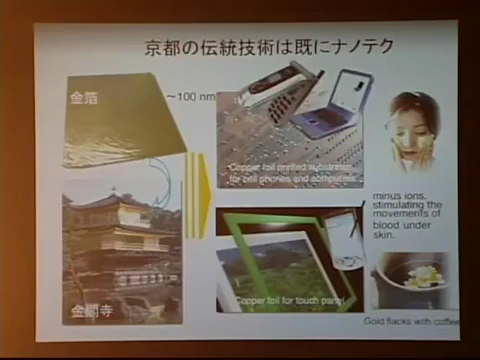 京都の伝統技術は既にナノテク
金箔
～100 nm
Copper foil printed substrates
for cell phones and computers
minus ions,
stimulating the
movements of
blood under
skin.
金閣寺
Copper foil for touch panel
Gold flacks with coffee